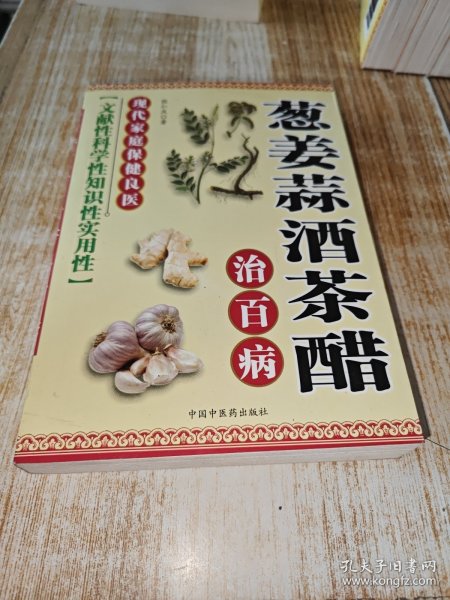 葱姜蒜酒茶醋
治百病
现代家庭保健良医
【文献性科学性知识性实用性】
中国中医药出版社
孔夫子旧书网
www.kongfz.com